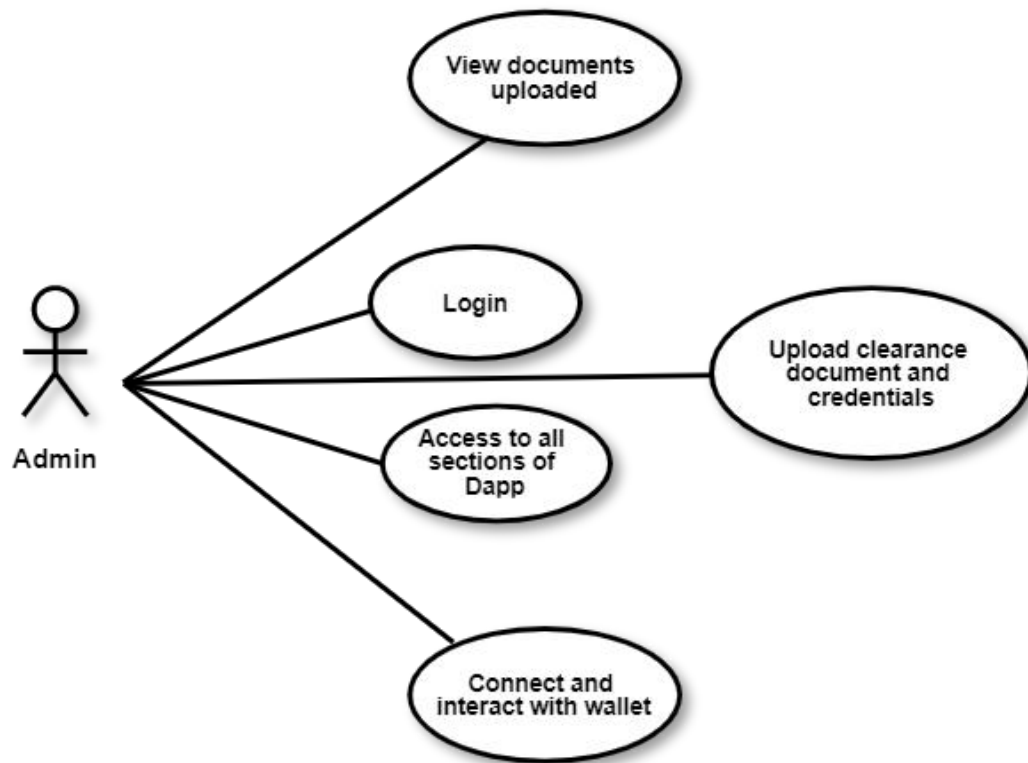 View documents
uploaded
Login
Upload clearance
document and
credentials
Admin
Access to all
sections of
Dapp
Connect and
interact with wallet